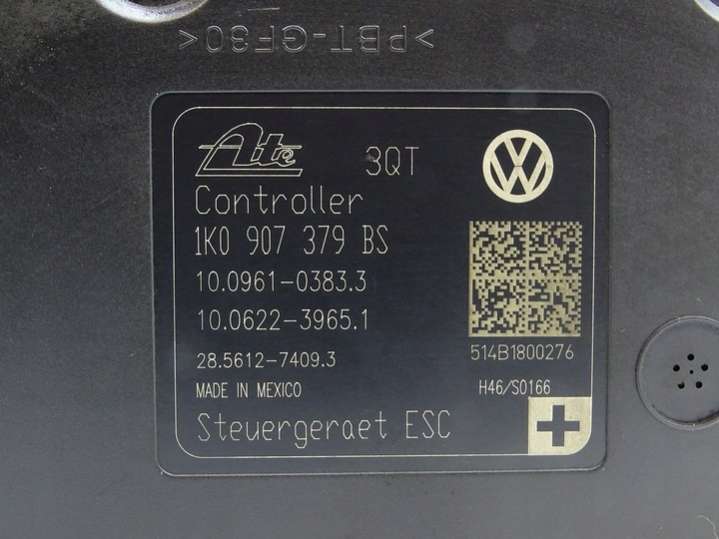 >PBT-GF30<
Ate 3QT
Controller
1K0 907 379 BS
10.0961-0383.3
10.0622-3965.1
28.5612-7409.3
514B1800276
MADE IN MEXICO
H46/S0166
Steuergeraet ESC